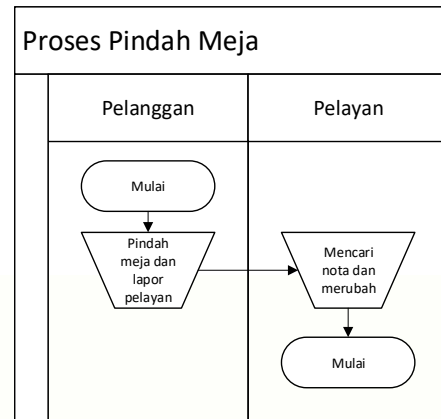 Proses Pindah Meja
Pelanggan
Pelayan
Mulai
Pindah
meja dan
lapor
pelayan
Mencari
nota dan
merubah
Mulai